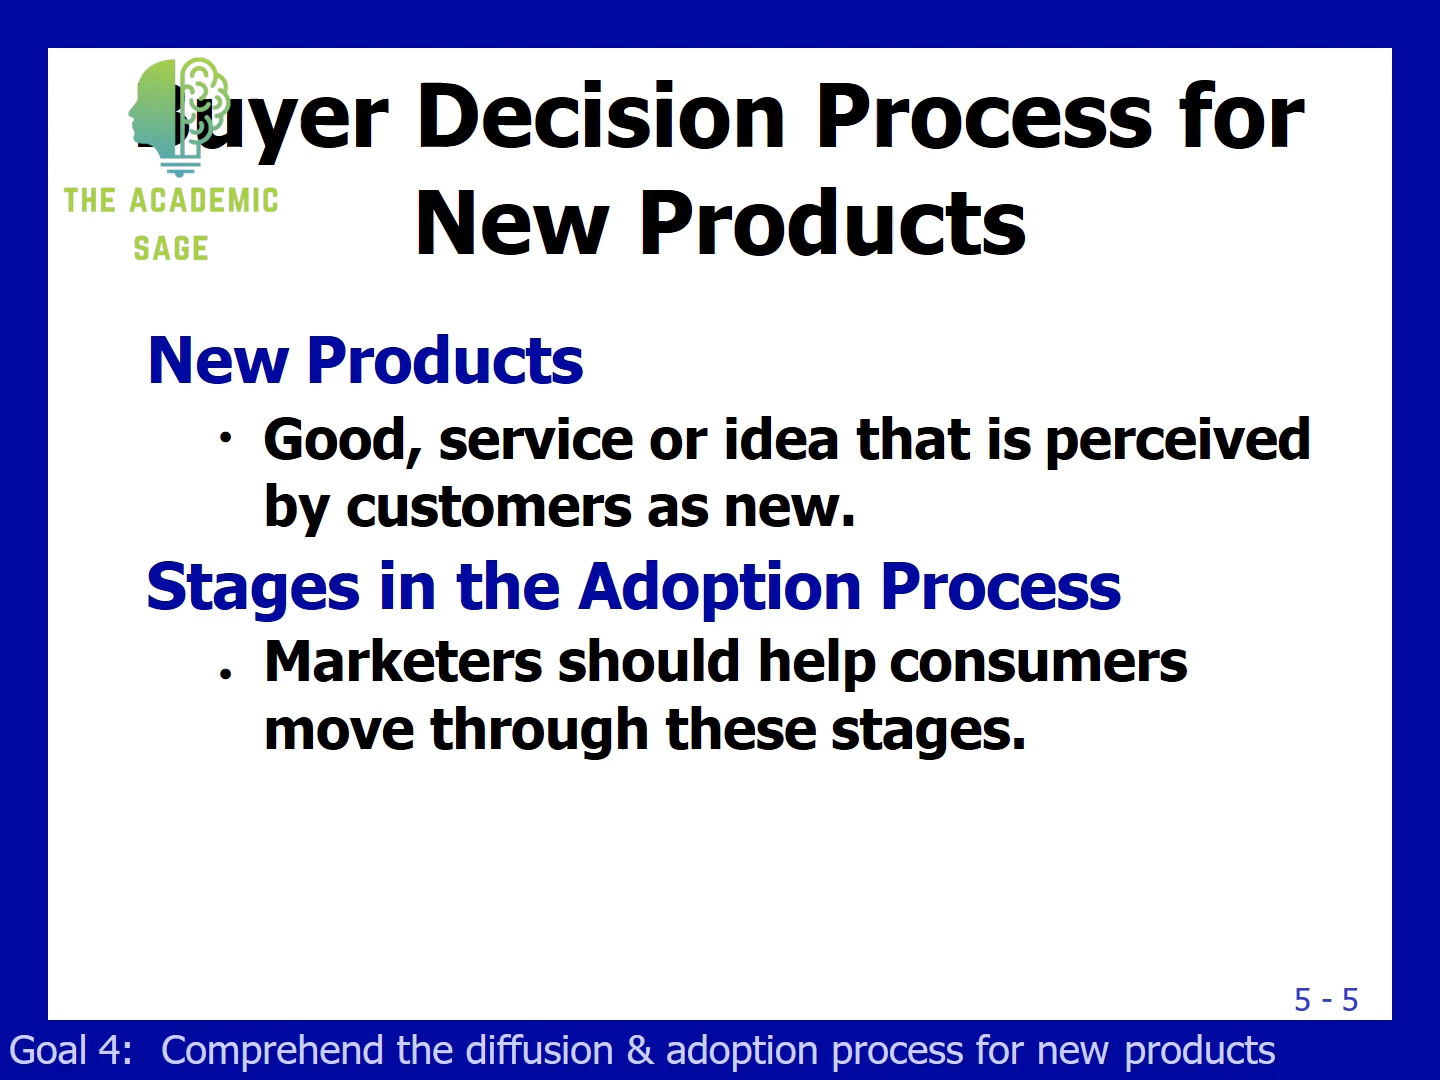 Buyer Decision Process for
New Products
THE ACADEMIC
SAGE
New Products
• Good, service or idea that is perceived
by customers as new.
Stages in the Adoption Process
• Marketers should help consumers
move through these stages.
5 - 5
Goal 4: Comprehend the diffusion & adoption process for new products